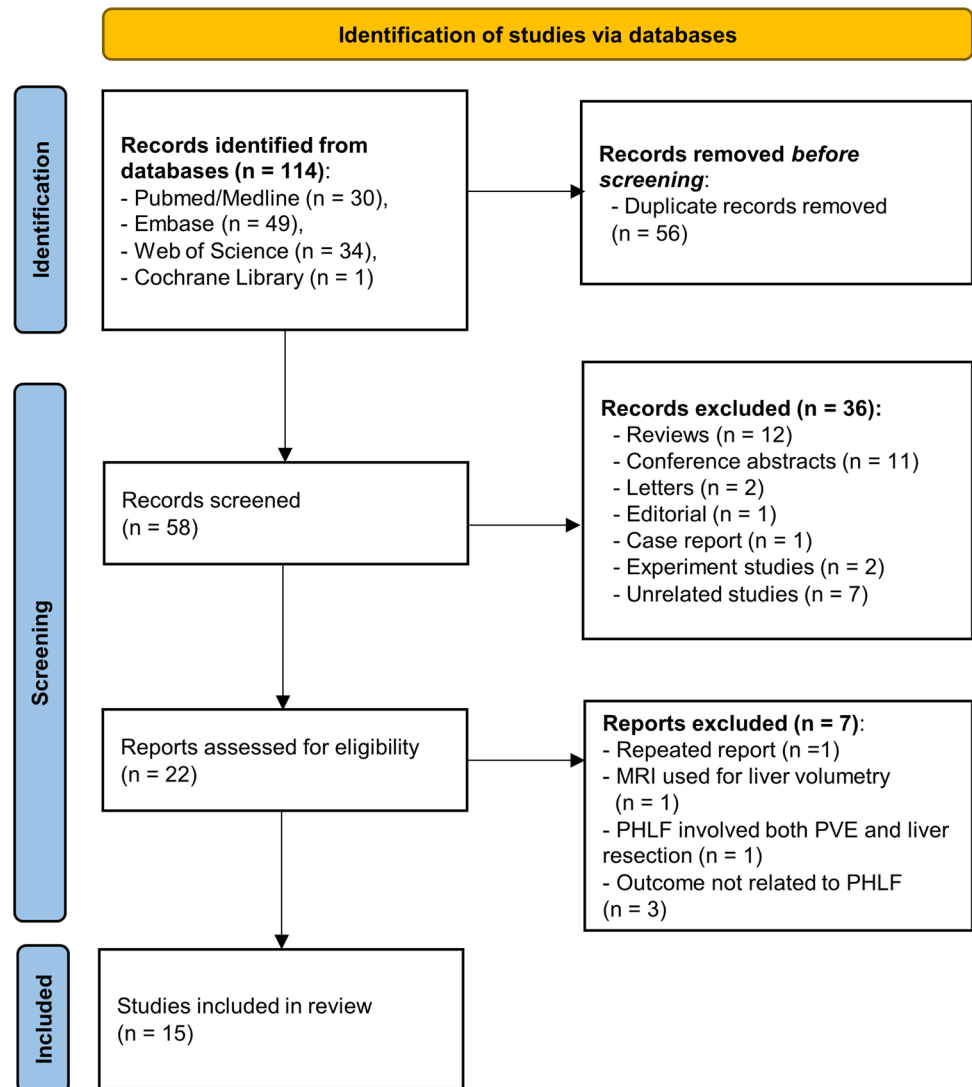 Identification of studies via databases
Identification
Records identified from
databases (n = 114):
- Pubmed/Medline (n = 30),
- Embase (n = 49),
- Web of Science (n = 34),
- Cochrane Library (n = 1)
Records removed before
screening:
- Duplicate records removed
(n = 56)
Screening
Records screened
(n = 58)
Records excluded (n = 36):
- Reviews (n = 12)
- Conference abstracts (n = 11)
- Letters (n = 2)
- Editorial (n = 1)
- Case report (n = 1)
- Experiment studies (n = 2)
- Unrelated studies (n = 7)
Reports assessed for eligibility
(n = 22)
Reports excluded (n = 7):
- Repeated report (n =1)
- MRI used for liver volumetry
(n = 1)
- PHLF involved both PVE and liver
resection (n = 1)
- Outcome not related to PHLF
(n = 3)
Included
Studies included in review
(n = 15)